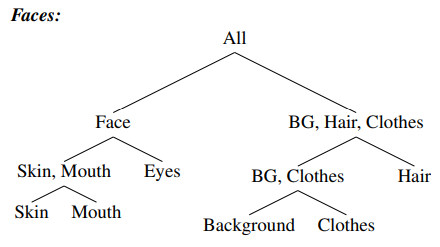 Faces:
All
Face BG, Hair, Clothes
Skin, Mouth Eyes BG, Clothes Hair
Skin Mouth Background Clothes